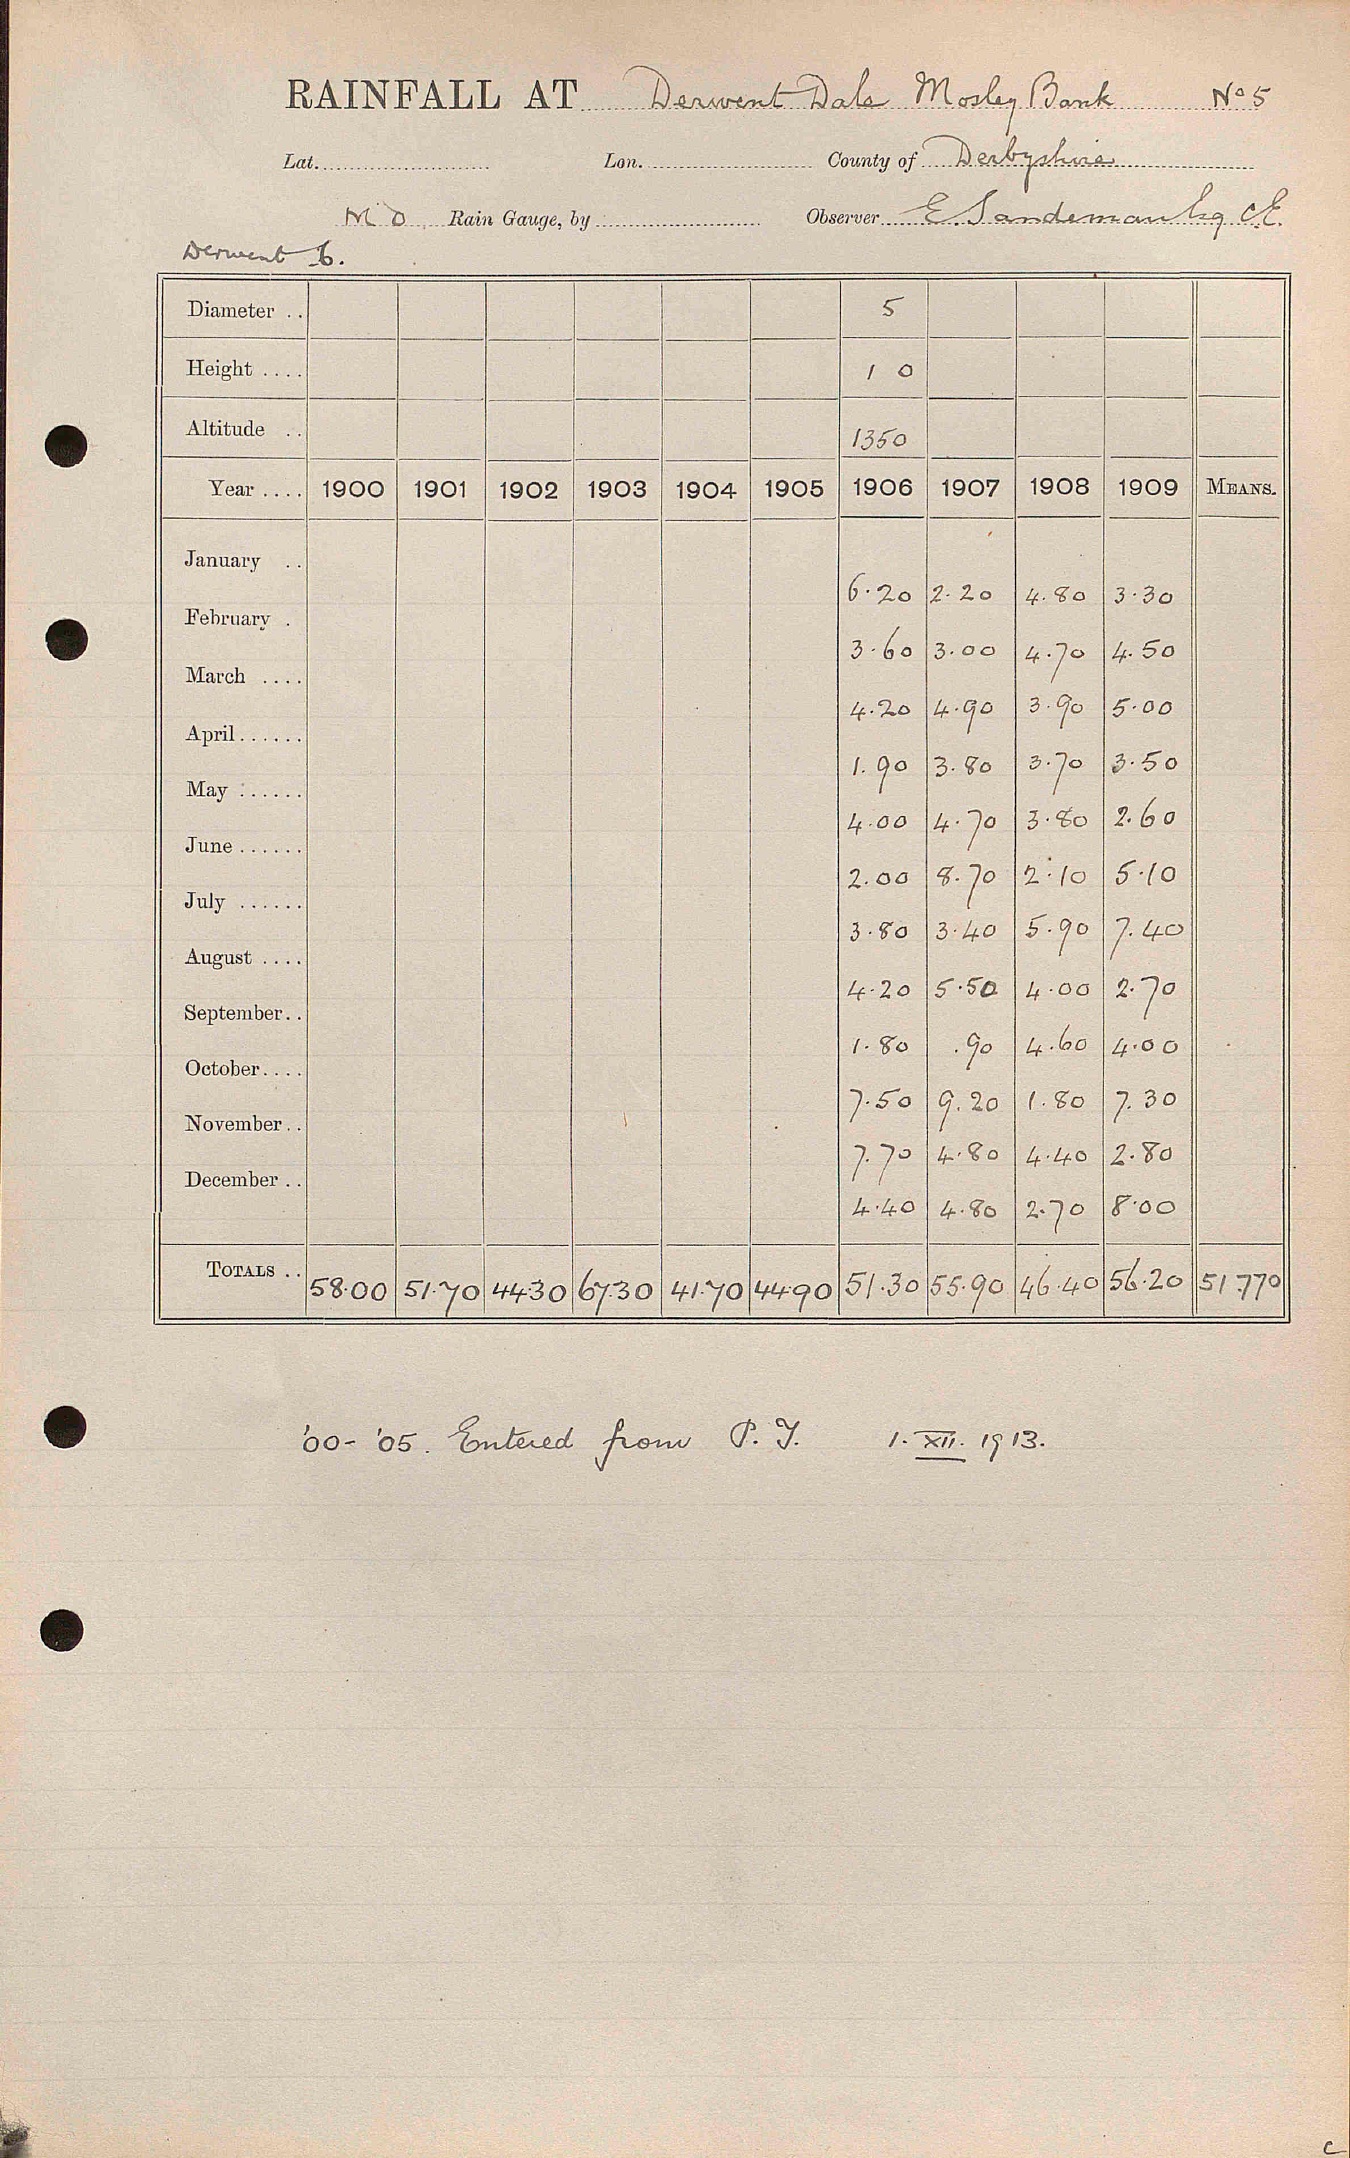 RAINFALL AT Derwent Dale Mosley Bank No 5
Lat. Lon. County of Derbyshire
M O Rain Gauge, by Observer E Sandeman Esq C.E.
Derwent 6.
Diameter .. 5
Height .... 1 0
Altitude .. 1350
Year .... 1900 1901 1902 1903 1904 1905 1906 1907 1908 1909 MEANS.
January .. 6.20 2.20 4.80 3.30
February . 3.60 3.00 4.70 4.50
March .... 4.20 4.90 3.90 5.00
April...... 1.90 3.80 3.70 3.50
May ...... 4.00 4.70 3.80 2.60
June ...... 2.00 8.70 2.10 5.10
July ...... 3.80 3.40 5.90 7.40
August .... 4.20 5.50 4.00 2.70
September.. 1.80 .90 4.60 4.00
October.... 7.50 9.20 1.80 7.30
November.. 7.70 4.80 4.40 2.80
December .. 4.40 4.80 2.70 8.00
TOTALS .. 58.00 51.70 44.30 67.30 41.70 44.90 51.30 55.90 46.40 56.20 51.770
'00- '05. Entered from P. T. 1. XII. 1913.
c